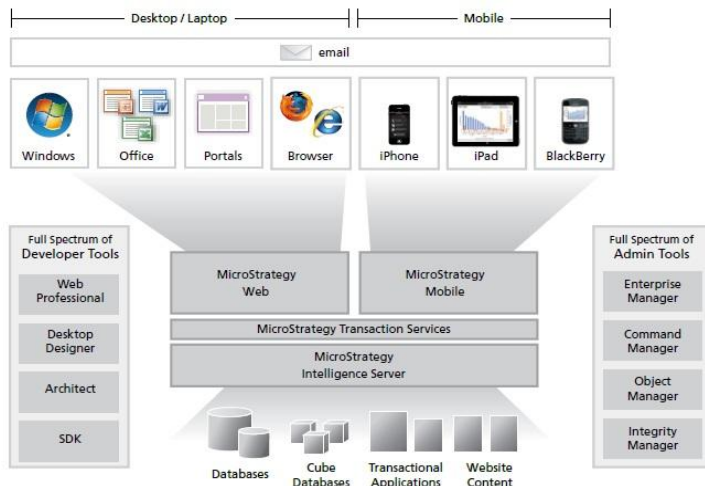 Desktop / Laptop
Mobile
email
Windows
Office
Portals
Browser
iPhone
iPad
BlackBerry
Full Spectrum of
Developer Tools
Web
Professional
Desktop
Designer
Architect
SDK
MicroStrategy
Web
MicroStrategy
Mobile
MicroStrategy Transaction Services
MicroStrategy
Intelligence Server
Databases
Cube
Databases
Transactional
Applications
Website
Content
Full Spectrum of
Admin Tools
Enterprise
Manager
Command
Manager
Object
Manager
Integrity
Manager